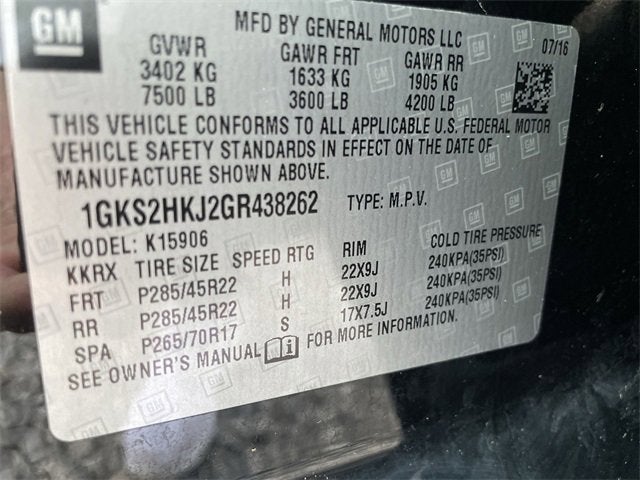 GM
MFD BY GENERAL MOTORS LLC
07/16
GVWR GAWR FRT GAWR RR
3402 KG 1633 KG 1905 KG
7500 LB 3600 LB 4200 LB
THIS VEHICLE CONFORMS TO ALL APPLICABLE U.S. FEDERAL MOTOR
VEHICLE SAFETY STANDARDS IN EFFECT ON THE DATE OF
MANUFACTURE SHOWN ABOVE.
1GKS2HKJ2GR438262 TYPE: M.P.V.
MODEL: K15906
KKRX TIRE SIZE SPEED RTG RIM COLD TIRE PRESSURE
FRT P285/45R22 H 22X9J 240KPA(35PSI)
RR P285/45R22 H 22X9J 240KPA(35PSI)
SPA P265/70R17 S 17X7.5J 240KPA(35PSI)
SEE OWNER'S MANUAL i FOR MORE INFORMATION.